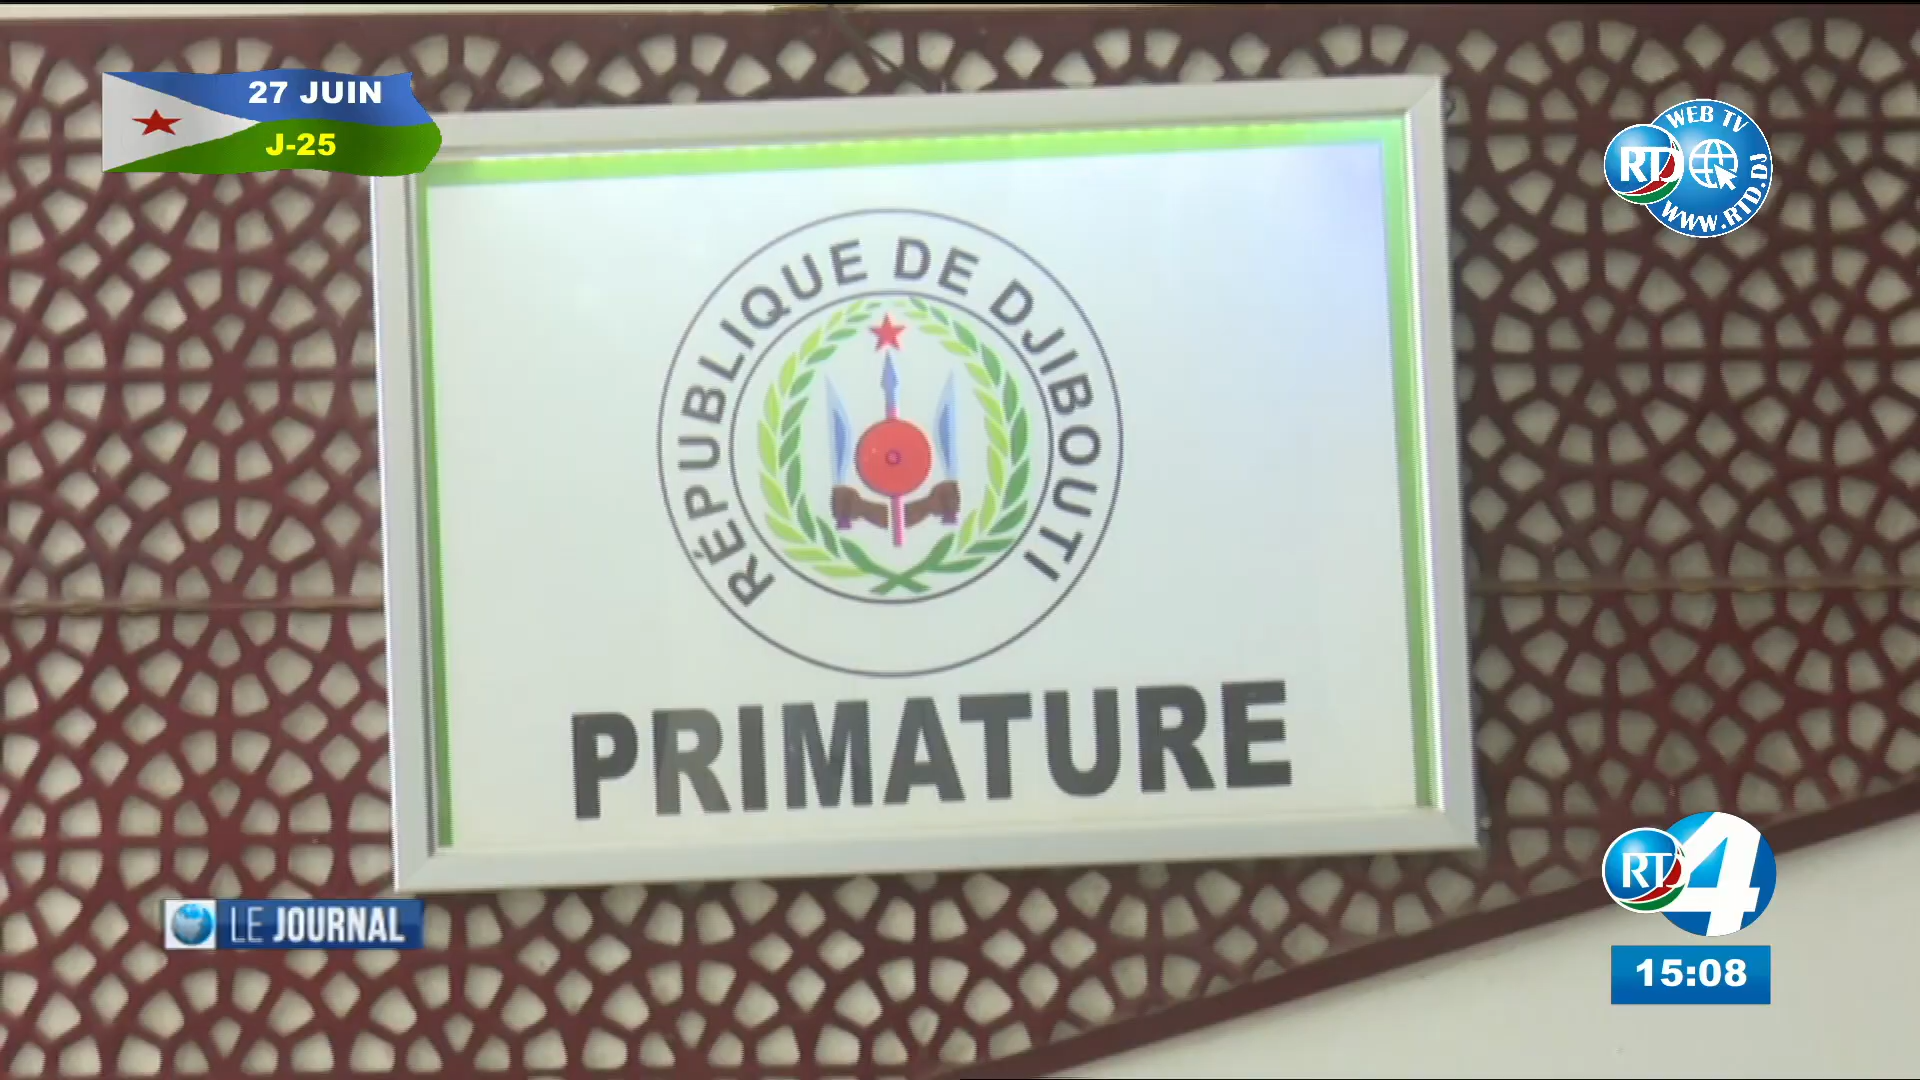 27 JUIN
J-25
WEB TV
RTD
WWW.RTD.DJ
RÉPUBLIQUE DE DJIBOUTI
PRIMATURE
LE JOURNAL
RTD
4
15:08